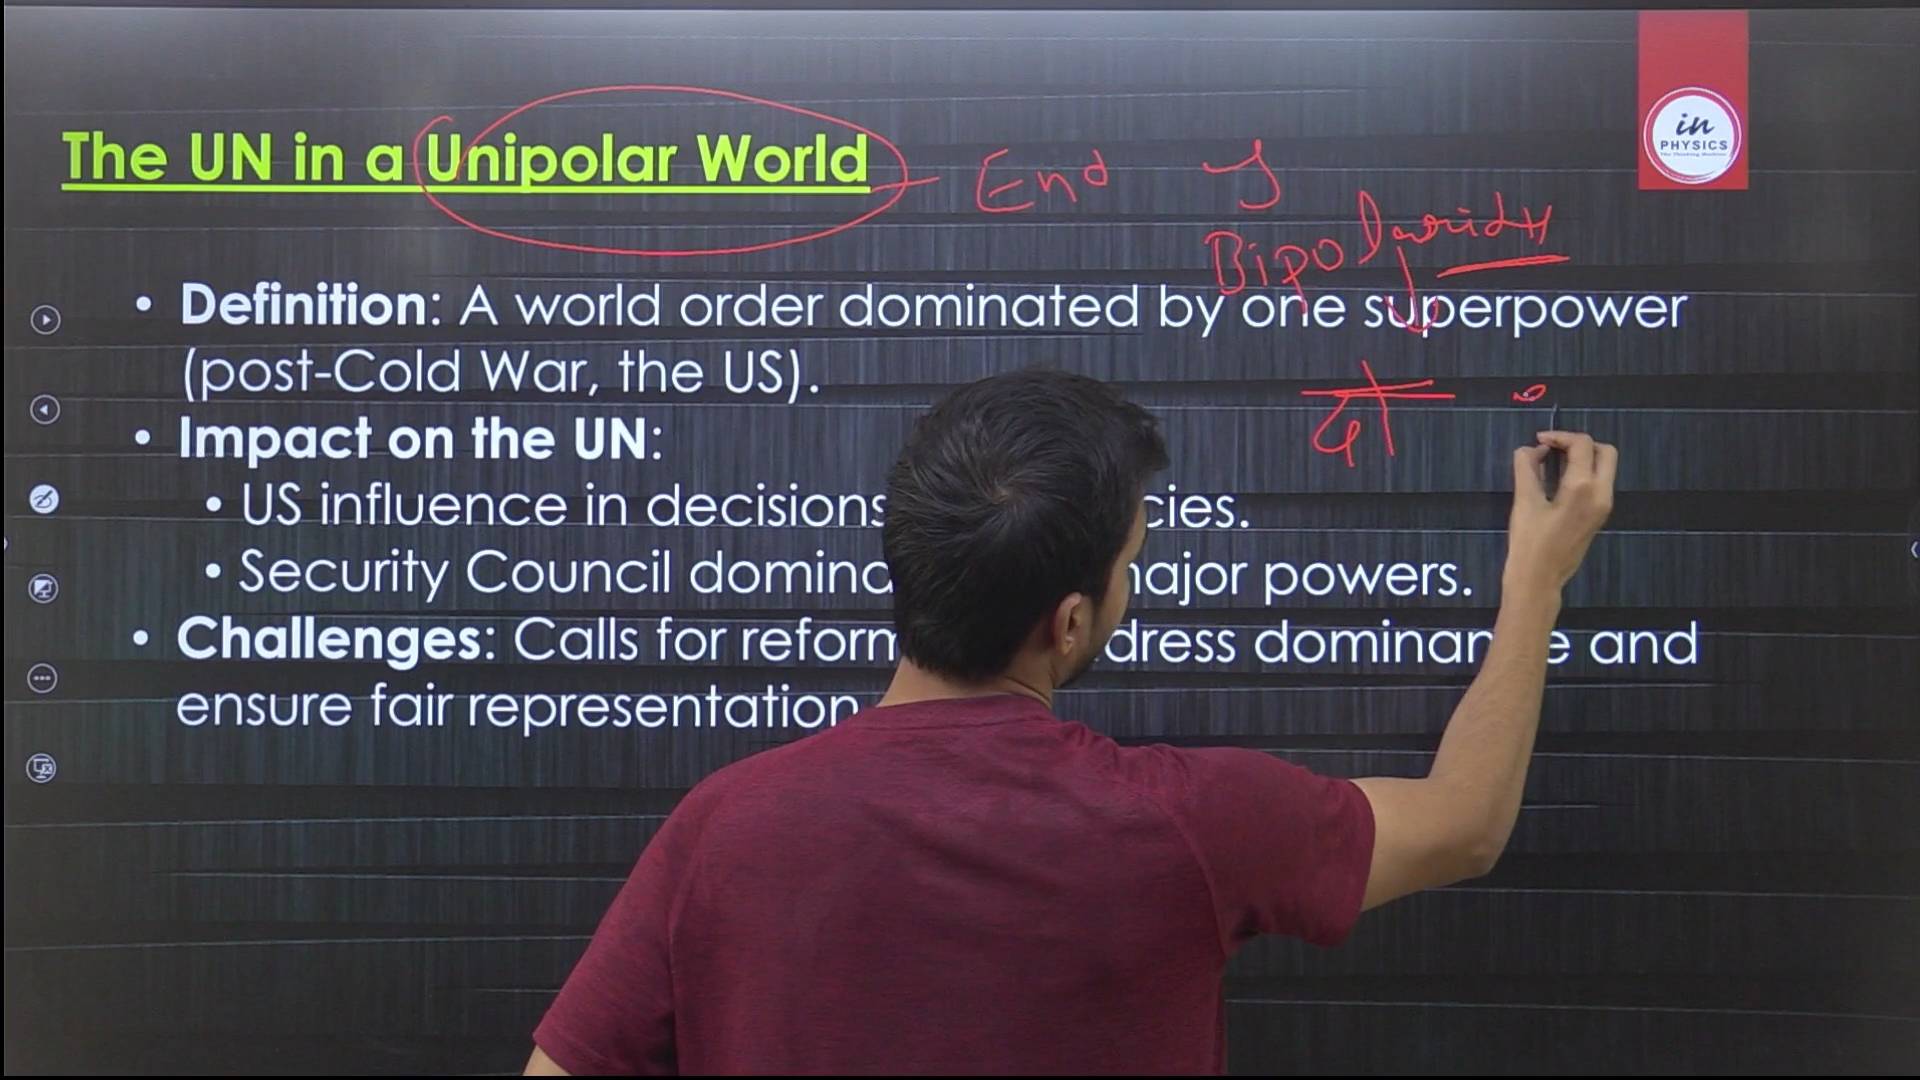 The UN in a Unipolar World
End of
Bipolarity
• Definition: A world order dominated by one superpower
(post-Cold War, the US).
• Impact on the UN:
• US influence in decisions cies.
• Security Council domina major powers.
• Challenges: Calls for reform dress dominance and
ensure fair representation
in
PHYSICS